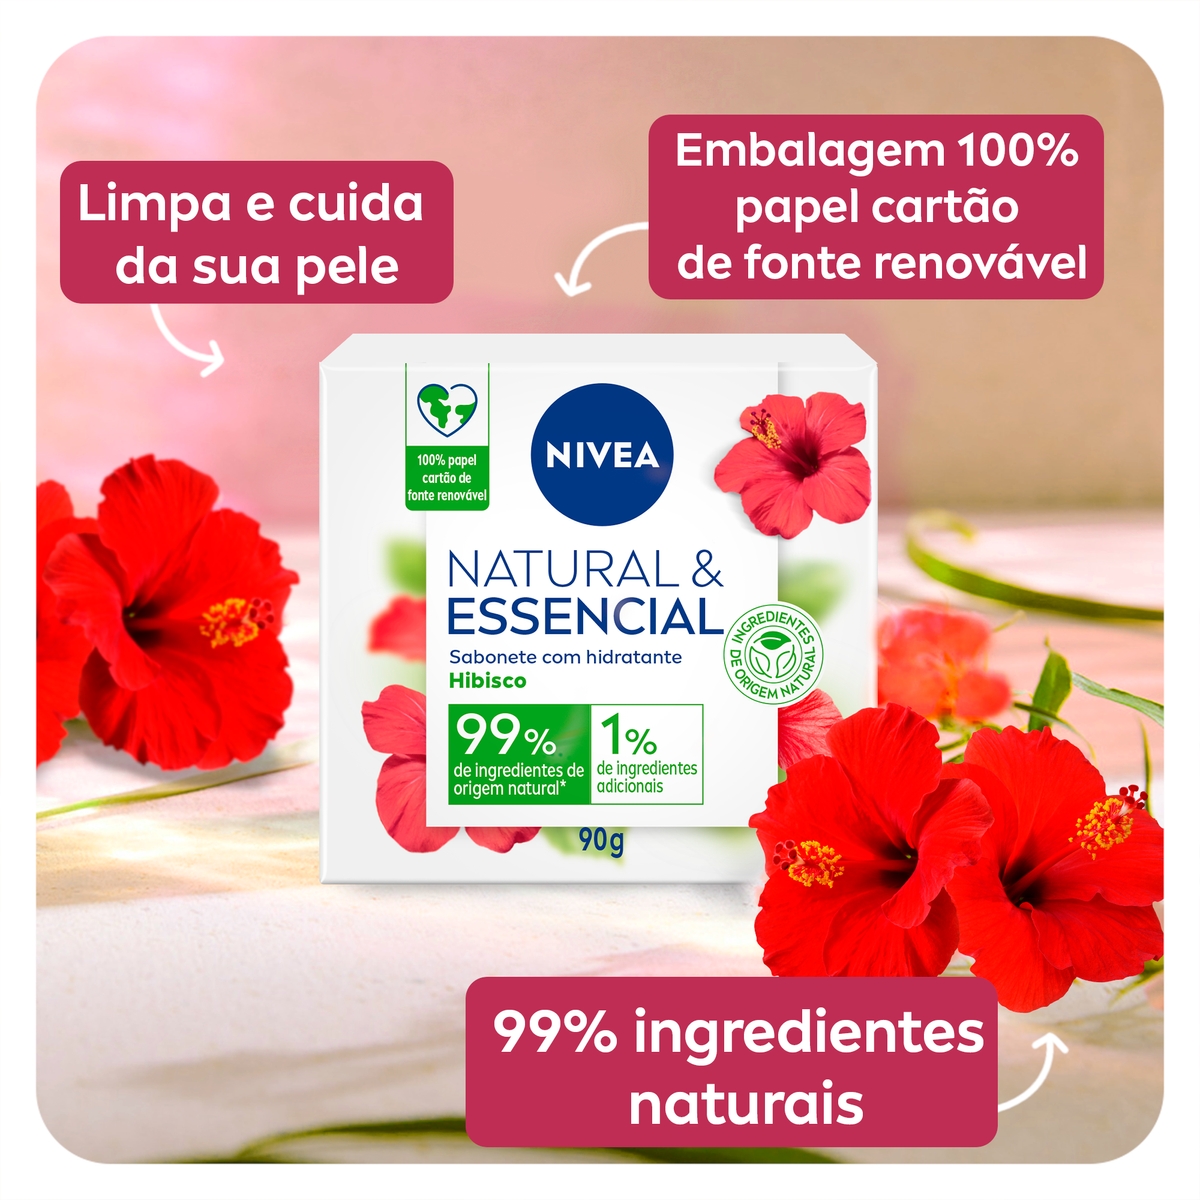 Limpa e cuida
da sua pele
Embalagem 100%
papel cartão
de fonte renovável
100% papel
cartão de
fonte renovável
NIVEA
NATURAL &
ESSENCIAL
Sabonete com hidratante
Hibisco
INGREDIENTES
DE ORIGEM NATURAL
99%
de ingredientes de
origem natural*
1%
de ingredientes
adicionais
90g
99% ingredientes
naturais